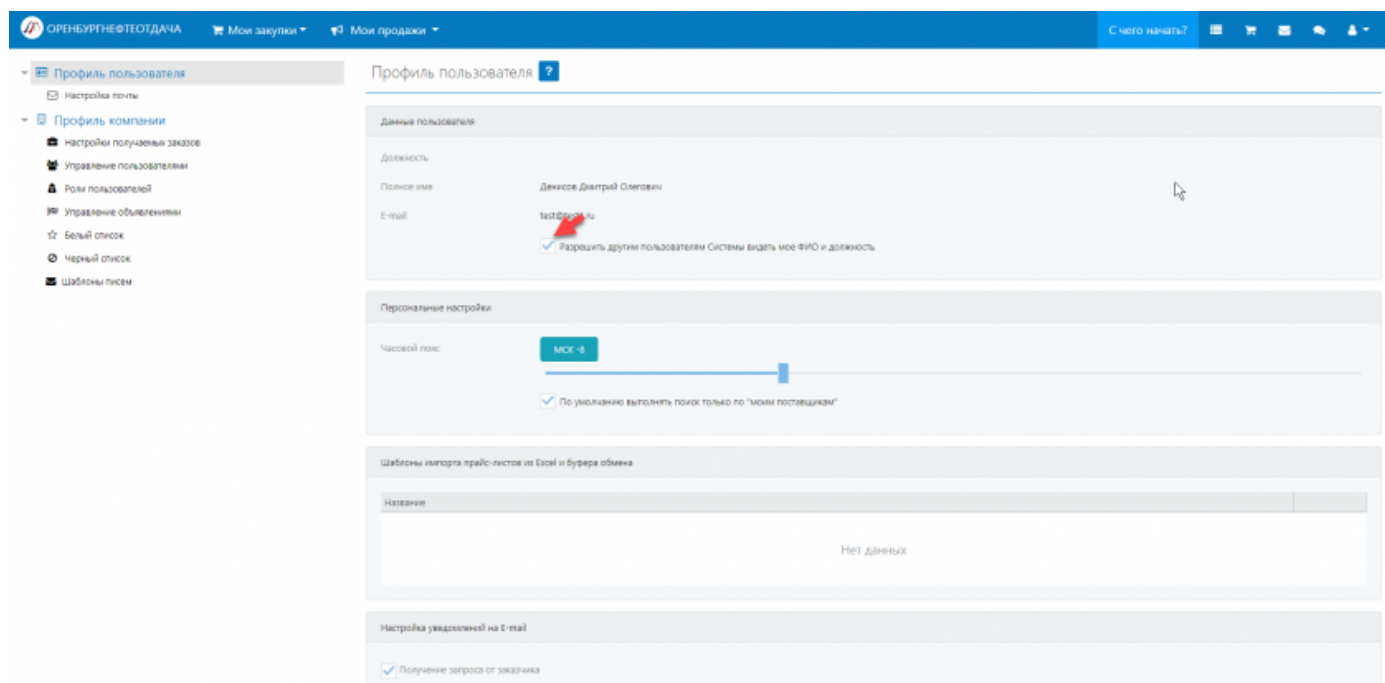 ОРЕНБУРГНЕФТЕОТДАЧА
Мои закупки
Мои продажи
С чего начать?
Профиль пользователя
Настройка почты
Профиль компании
Настройки получаемых заказов
Управление пользователями
Роли пользователей
Управление объявлениями
Белый список
Черный список
Шаблоны писем
Профиль пользователя ?
Данные пользователя
Должность
Полное имя Денисов Дмитрий Олегович
E-mail
Разрешить другим пользователям Системы видеть мое ФИО и должность
Персональные настройки
Часовой пояс МСК -8
По умолчанию выполнять поиск только по "моим поставщикам"
Шаблоны импорта прайс-листов из Excel и буфера обмена
Название
Нет данных
Настройка уведомлений на E-mail
Получение запроса от заказчика